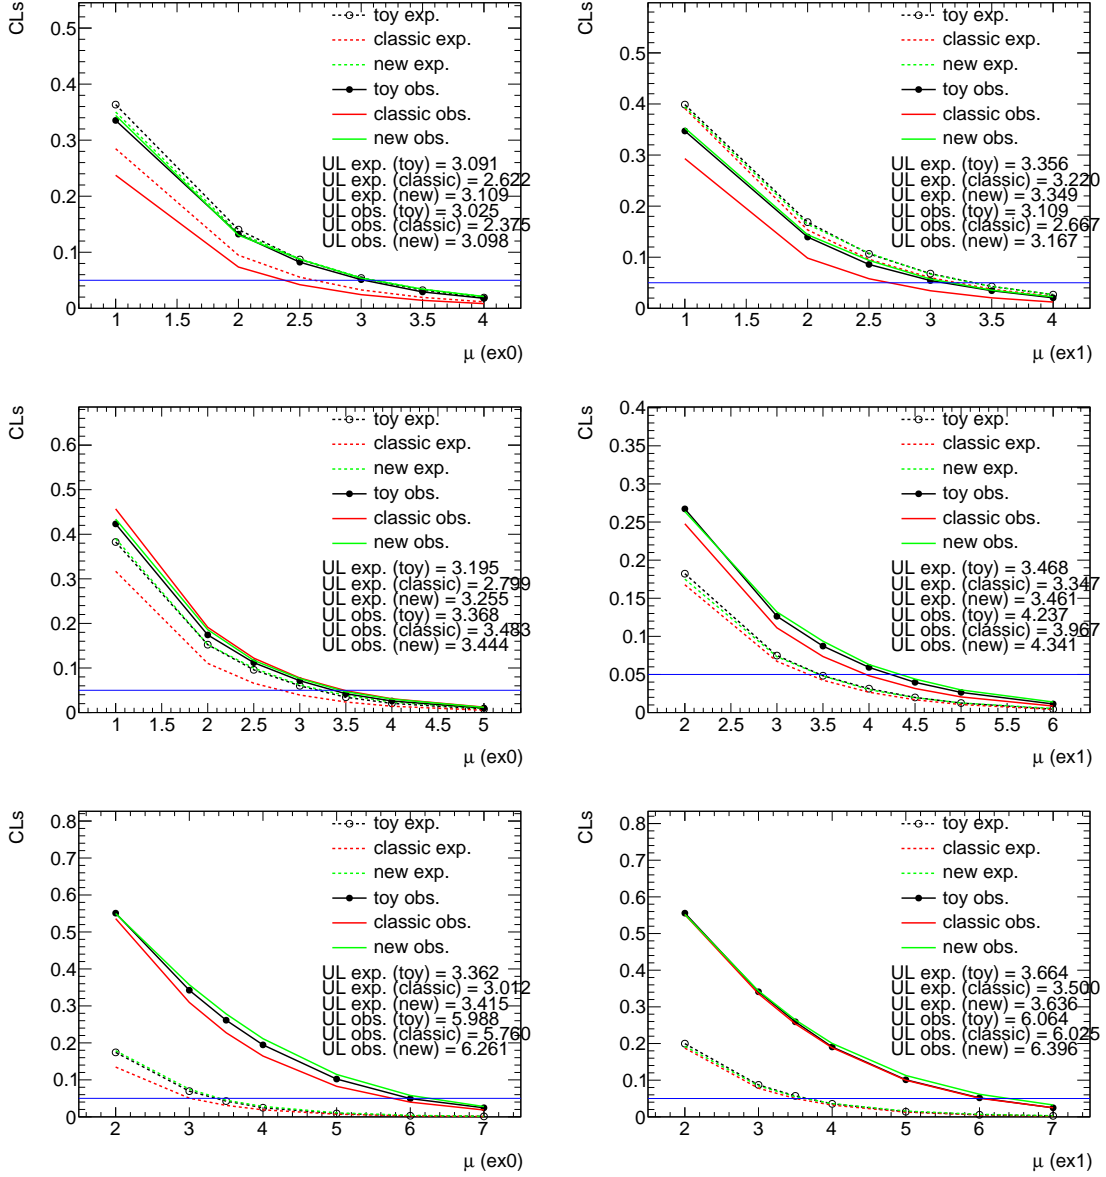 CLs
0.5
0.4
0.3
0.2
0.1
0
toy exp.
classic exp.
new exp.
toy obs.
classic obs.
new obs.
UL exp. (toy) = 3.091
UL exp. (classic) = 2.622
UL exp. (new) = 3.109
UL obs. (toy) = 3.025
UL obs. (classic) = 2.375
UL obs. (new) = 3.098
1 1.5 2 2.5 3 3.5 4
μ (ex0)
CLs
0.5
0.4
0.3
0.2
0.1
0
toy exp.
classic exp.
new exp.
toy obs.
classic obs.
new obs.
UL exp. (toy) = 3.356
UL exp. (classic) = 3.220
UL exp. (new) = 3.349
UL obs. (toy) = 3.109
UL obs. (classic) = 2.667
UL obs. (new) = 3.167
1 1.5 2 2.5 3 3.5 4
μ (ex1)
CLs
0.6
0.5
0.4
0.3
0.2
0.1
0
toy exp.
classic exp.
new exp.
toy obs.
classic obs.
new obs.
UL exp. (toy) = 3.195
UL exp. (classic) = 2.799
UL exp. (new) = 3.255
UL obs. (toy) = 3.368
UL obs. (classic) = 3.483
UL obs. (new) = 3.444
1 1.5 2 2.5 3 3.5 4 4.5 5
μ (ex0)
CLs
0.4
0.35
0.3
0.25
0.2
0.15
0.1
0.05
0
toy exp.
classic exp.
new exp.
toy obs.
classic obs.
new obs.
UL exp. (toy) = 3.468
UL exp. (classic) = 3.347
UL exp. (new) = 3.461
UL obs. (toy) = 4.237
UL obs. (classic) = 3.967
UL obs. (new) = 4.341
2 2.5 3 3.5 4 4.5 5 5.5 6
μ (ex1)
CLs
0.8
0.7
0.6
0.5
0.4
0.3
0.2
0.1
0
toy exp.
classic exp.
new exp.
toy obs.
classic obs.
new obs.
UL exp. (toy) = 3.362
UL exp. (classic) = 3.012
UL exp. (new) = 3.415
UL obs. (toy) = 5.988
UL obs. (classic) = 5.760
UL obs. (new) = 6.261
2 3 4 5 6 7
μ (ex0)
CLs
0.8
0.7
0.6
0.5
0.4
0.3
0.2
0.1
0
toy exp.
classic exp.
new exp.
toy obs.
classic obs.
new obs.
UL exp. (toy) = 3.664
UL exp. (classic) = 3.500
UL exp. (new) = 3.636
UL obs. (toy) = 6.064
UL obs. (classic) = 6.025
UL obs. (new) = 6.396
2 3 4 5 6 7
μ (ex1)